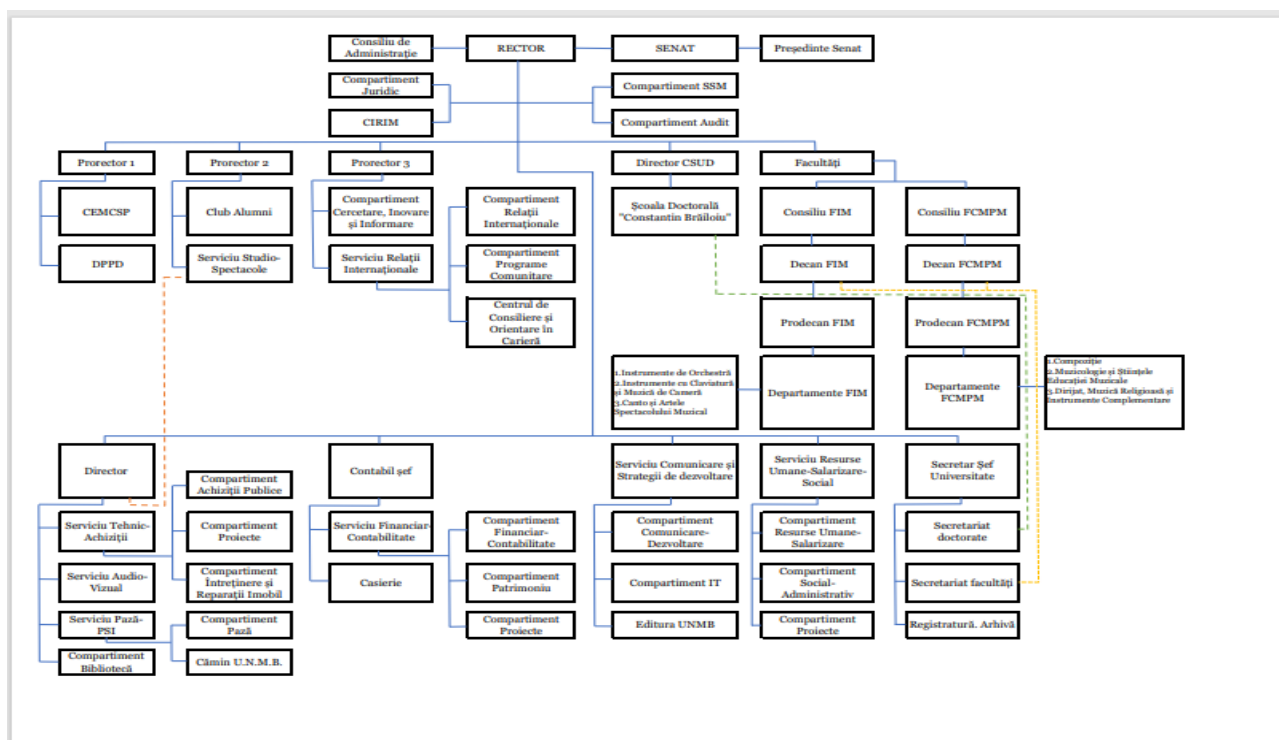 Consiliu de
Administrație
RECTOR
SENAT
Președinte Senat
Compartiment
Juridic
Compartiment SSM
CIRIM
Compartiment Audit
Prorector 1
Prorector 2
Prorector 3
Director CSUD
Facultăți
CEMCSP
Club Alumni
Compartiment
Cercetare, Inovare
și Informare
Compartiment
Relații
Internaționale
Școala Doctorală
"Constantin Brăiloiu"
Consiliu FIM
Consiliu FCMPM
DPPD
Serviciu Studio-
Spectacole
Serviciu Relații
Internaționale
Compartiment
Programe
Comunitare
Decan FIM
Decan FCMPM
Centrul de
Consiliere și
Orientare în
Carieră
Prodecan FIM
Prodecan FCMPM
1.Instrumente de Orchestră
2.Instrumente cu Claviatură
și Muzică de Cameră
3.Canto și Artele
Spectacolului Muzical
Departamente FIM
Departamente
FCMPM
1.Compoziție
2.Muzicologie și Științele
Educației Muzicale
3.Dirijat, Muzică Religioasă și
Instrumente Complementare
Director
Contabil șef
Serviciu Comunicare și
Strategii de dezvoltare
Serviciu Resurse
Umane-Salarizare-
Social
Secretar Șef
Universitate
Compartiment
Achiziții Publice
Serviciu Tehnic-
Achiziții
Compartiment
Proiecte
Serviciu Financiar-
Contabilitate
Compartiment
Financiar-
Contabilitate
Compartiment
Comunicare-
Dezvoltare
Compartiment
Resurse Umane-
Salarizare
Secretariat
doctorate
Serviciu Audio-
Vizual
Compartiment
Întreținere și
Reparații Imobil
Casierie
Compartiment
Patrimoniu
Compartiment IT
Compartiment
Social-
Administrativ
Secretariat facultăți
Serviciu Pază-
PSI
Compartiment
Pază
Compartiment
Proiecte
Editura UNMB
Compartiment
Proiecte
Registratură. Arhivă
Compartiment
Bibliotecă
Cămin U.N.M.B.